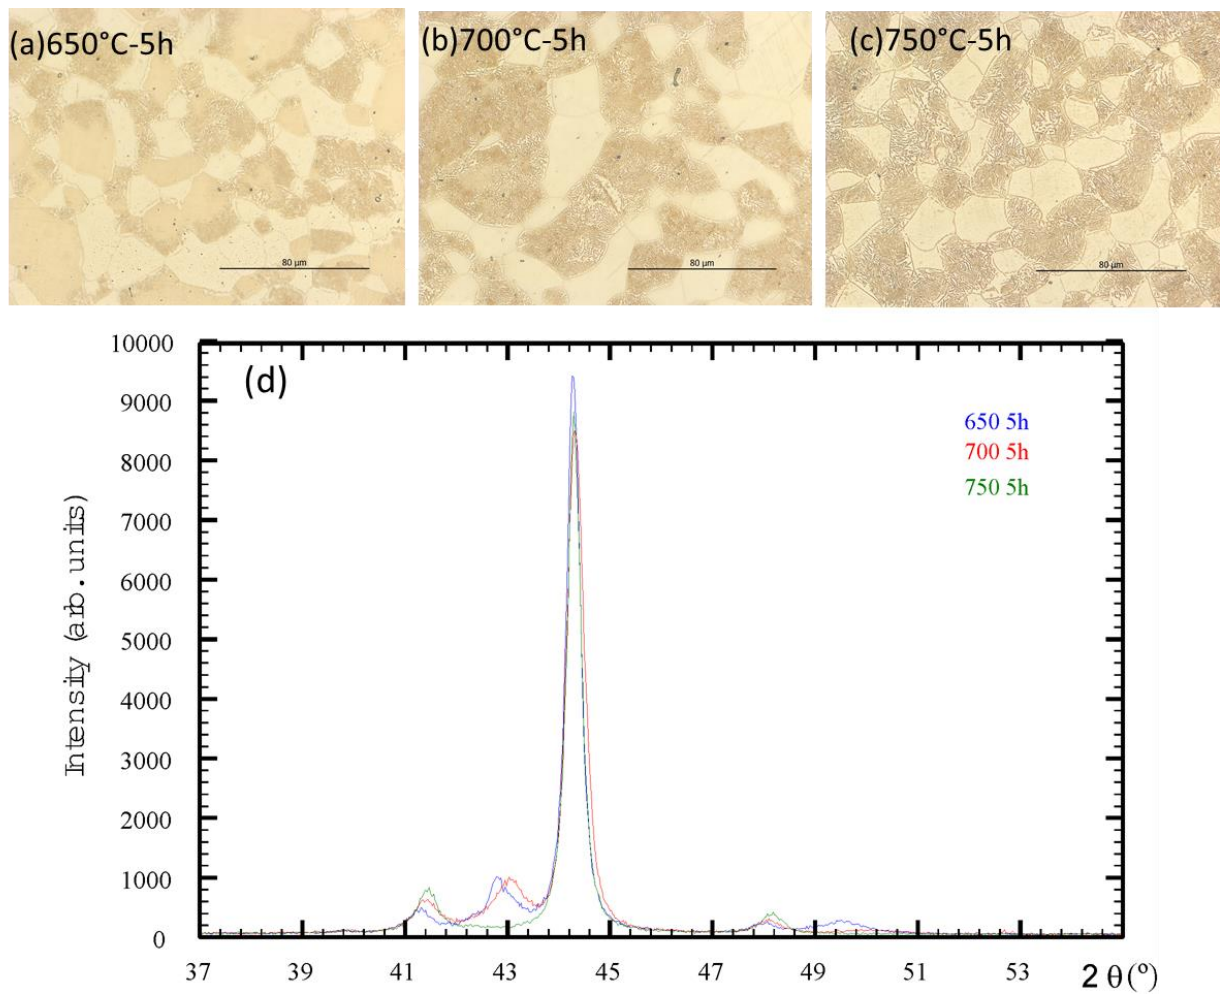 (a)650°C-5h
(b)700°C-5h
(c)750°C-5h
80 µm
80 µm
80 µm
(d)
10000
9000
8000
7000
6000
5000
4000
3000
2000
1000
0
Intensity (arb. units)
650 5h
700 5h
750 5h
37 39 41 43 45 47 49 51 53 2 θ(º)